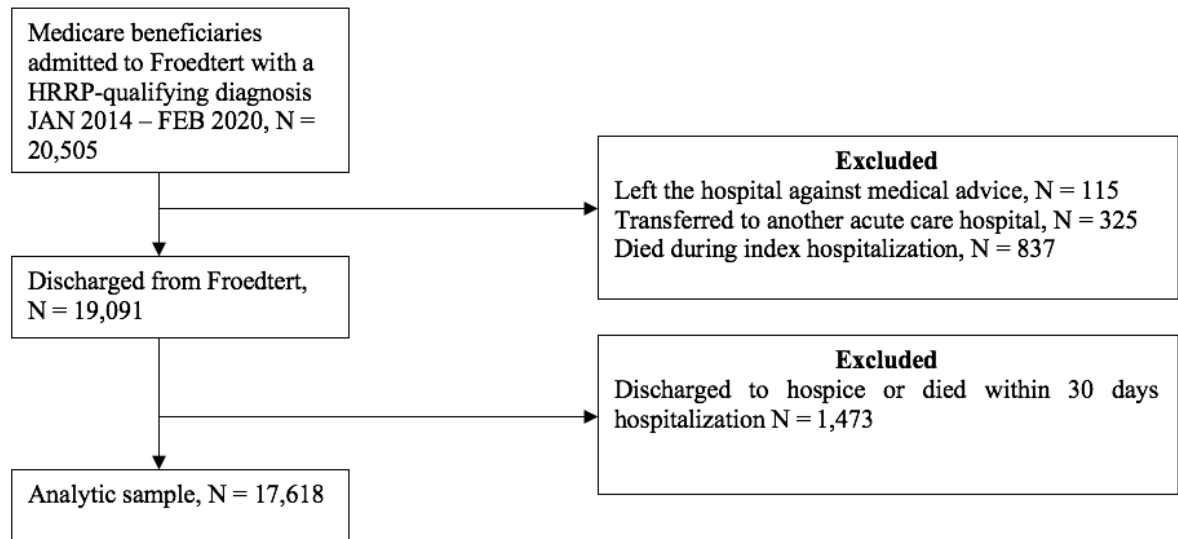 Medicare beneficiaries
admitted to Froedtert with a
HRRP-qualifying diagnosis
JAN 2014 – FEB 2020, N =
20,505
Excluded
Left the hospital against medical advice, N = 115
Transferred to another acute care hospital, N = 325
Died during index hospitalization, N = 837
Discharged from Froedtert,
N = 19,091
Excluded
Discharged to hospice or died within 30 days
hospitalization N = 1,473
Analytic sample, N = 17,618